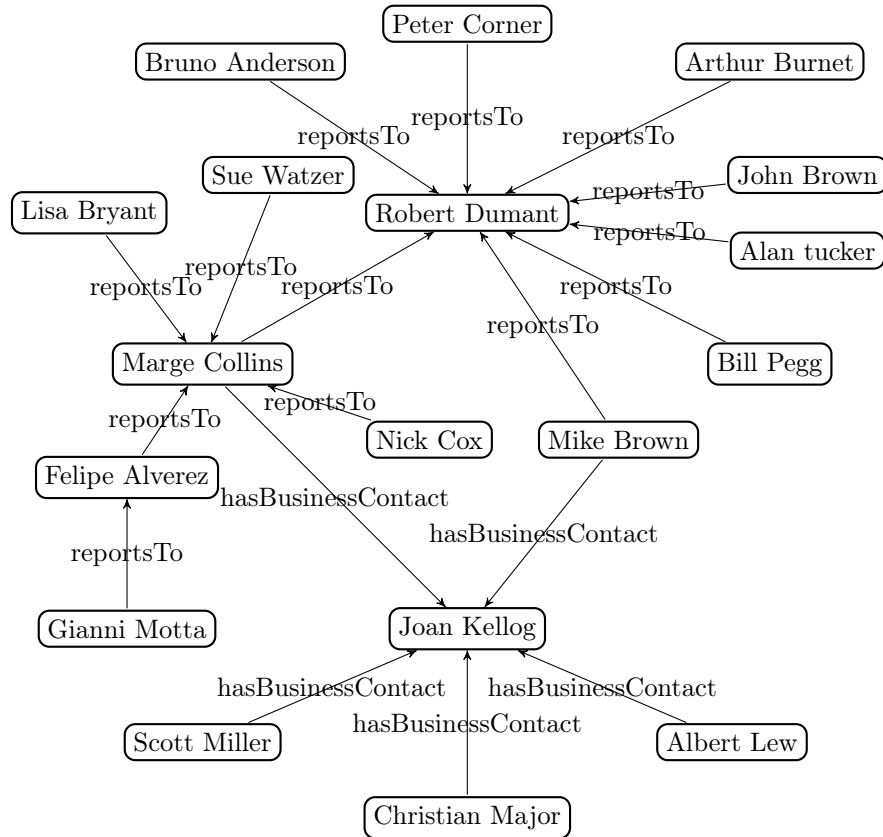 Peter Corner
Bruno Anderson
Arthur Burnet
reportsTo
reportsTo
reportsTo
Sue Watzer
John Brown
reportsTo
Lisa Bryant
Robert Dumant
reportsTo
Alan tucker
reportsTo
reportsTo
reportsTo
reportsTo
reportsTo
Marge Collins
Bill Pegg
reportsTo
reportsTo
Nick Cox
Mike Brown
Felipe Alverez
hasBusinessContact
hasBusinessContact
reportsTo
Gianni Motta
Joan Kellog
hasBusinessContact
hasBusinessContact
hasBusinessContact
Scott Miller
Albert Lew
Christian Major